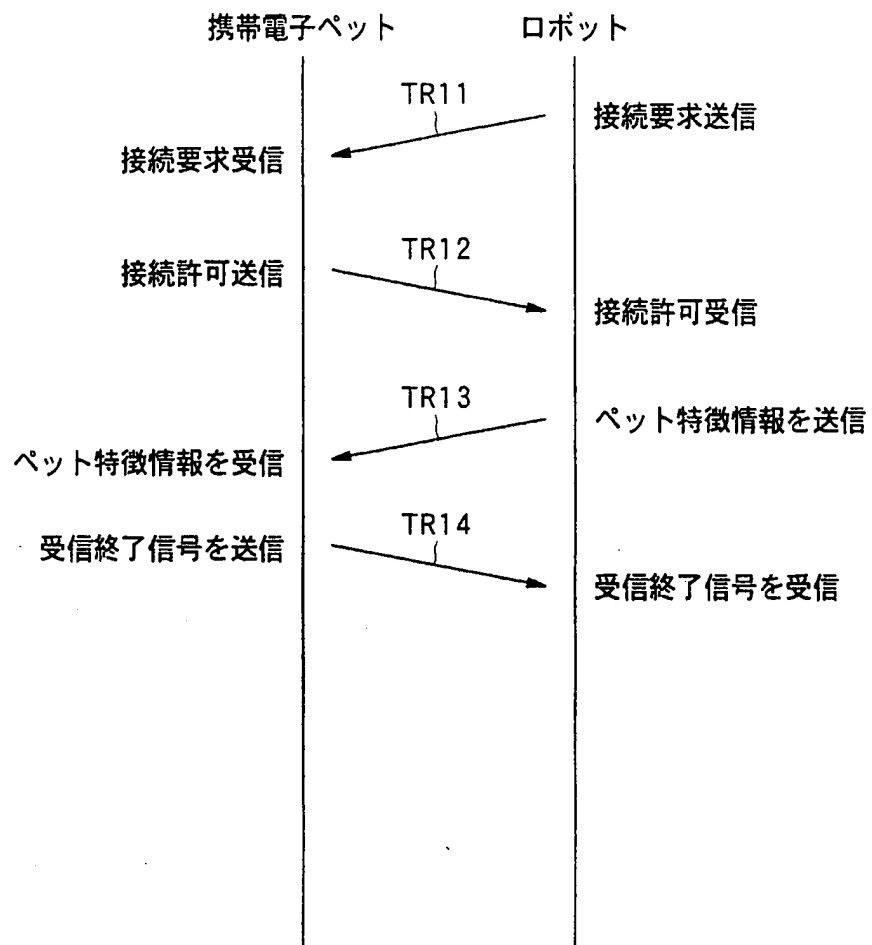 携帯電子ペット
ロボット
TR11
接続要求送信
接続要求受信
TR12
接続許可送信
接続許可受信
TR13
ペット特徴情報を送信
ペット特徴情報を受信
TR14
受信終了信号を送信
受信終了信号を受信